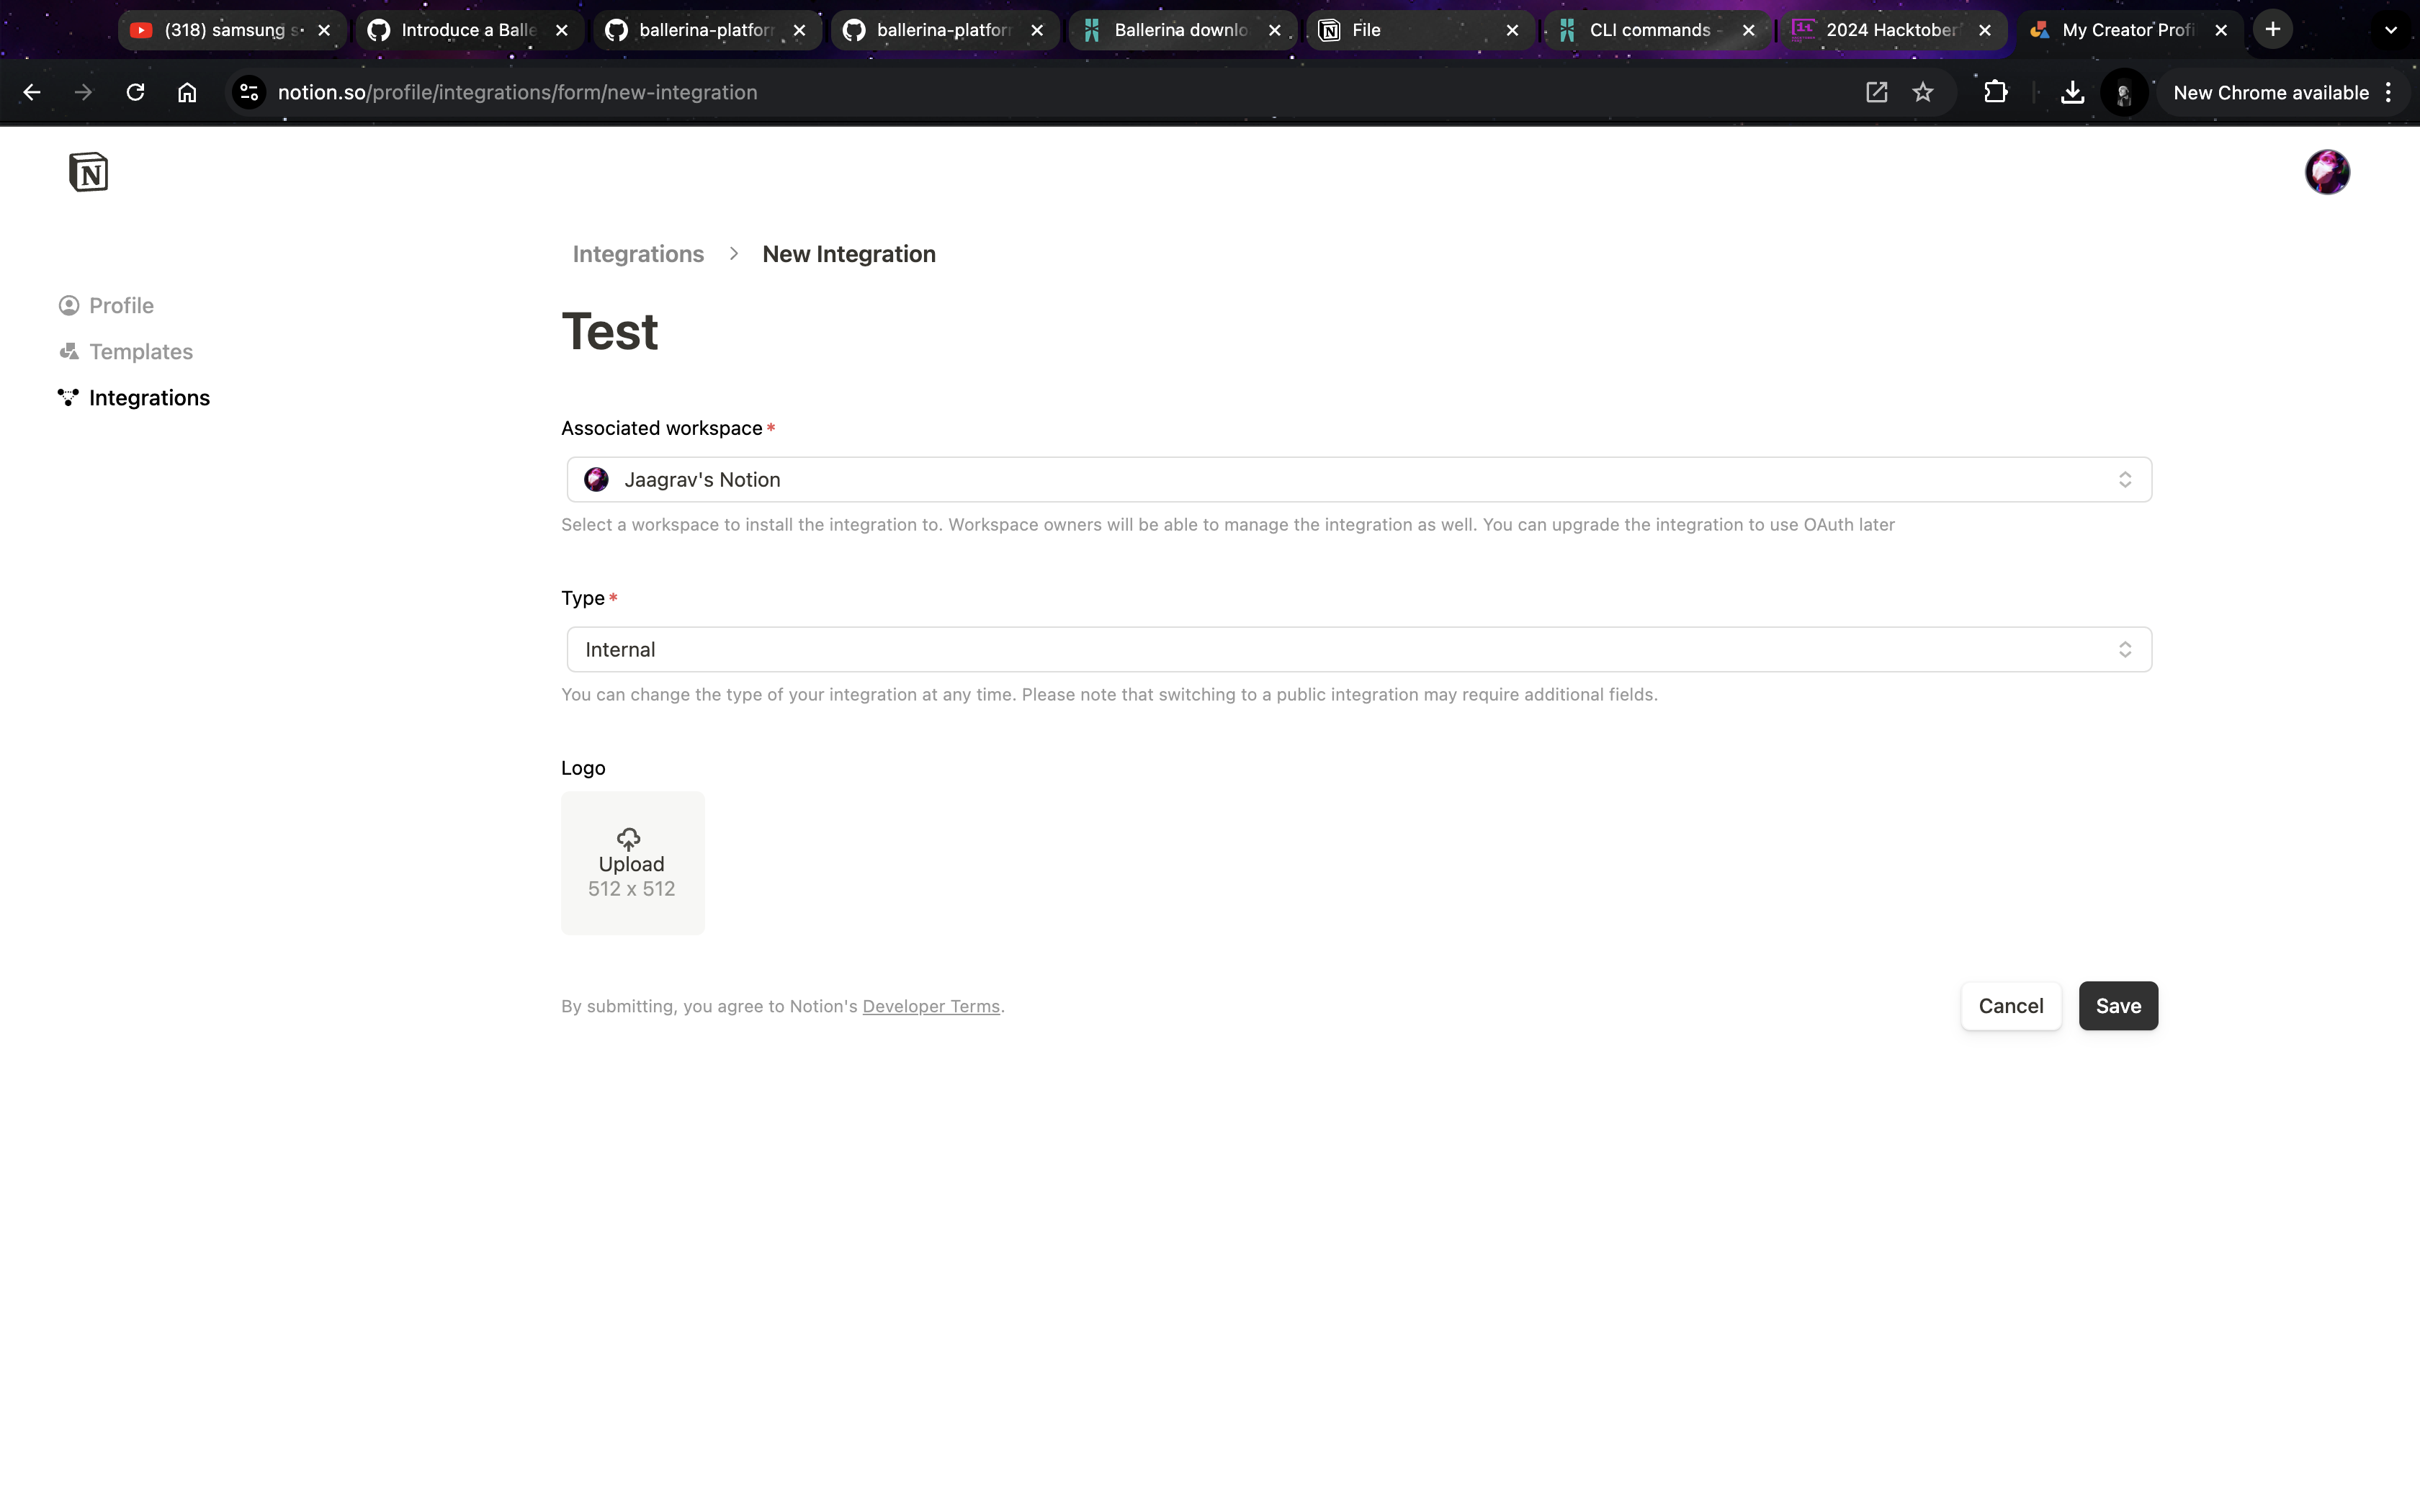 (318) samsung s
Introduce a Balle
ballerina-platfor
ballerina-platfor
Ballerina downlo
File
CLI commands -
2024 Hacktober
My Creator Profi
notion.so/profile/integrations/form/new-integration
New Chrome available
Integrations > New Integration
Profile
Templates
Integrations
Test
Associated workspace*
Jaagrav's Notion
Select a workspace to install the integration to. Workspace owners will be able to manage the integration as well. You can upgrade the integration to use OAuth later
Type*
Internal
You can change the type of your integration at any time. Please note that switching to a public integration may require additional fields.
Logo
Upload
512 x 512
By submitting, you agree to Notion's Developer Terms.
Cancel
Save